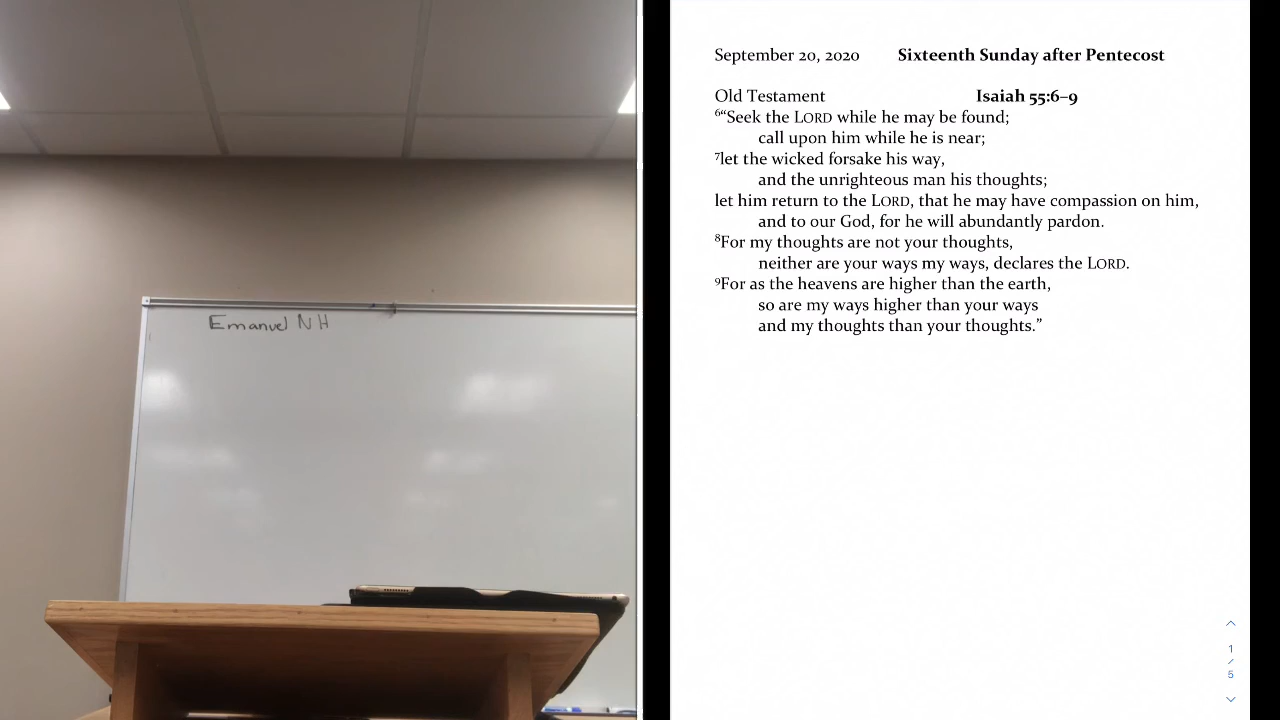 Emanuel NH
September 20, 2020 Sixteenth Sunday after Pentecost
Old Testament Isaiah 55:6–9
⁶“Seek the LORD while he may be found;
call upon him while he is near;
⁷let the wicked forsake his way,
and the unrighteous man his thoughts;
let him return to the LORD, that he may have compassion on him,
and to our God, for he will abundantly pardon.
⁸For my thoughts are not your thoughts,
neither are your ways my ways, declares the LORD.
⁹For as the heavens are higher than the earth,
so are my ways higher than your ways
and my thoughts than your thoughts.”
1
/
5